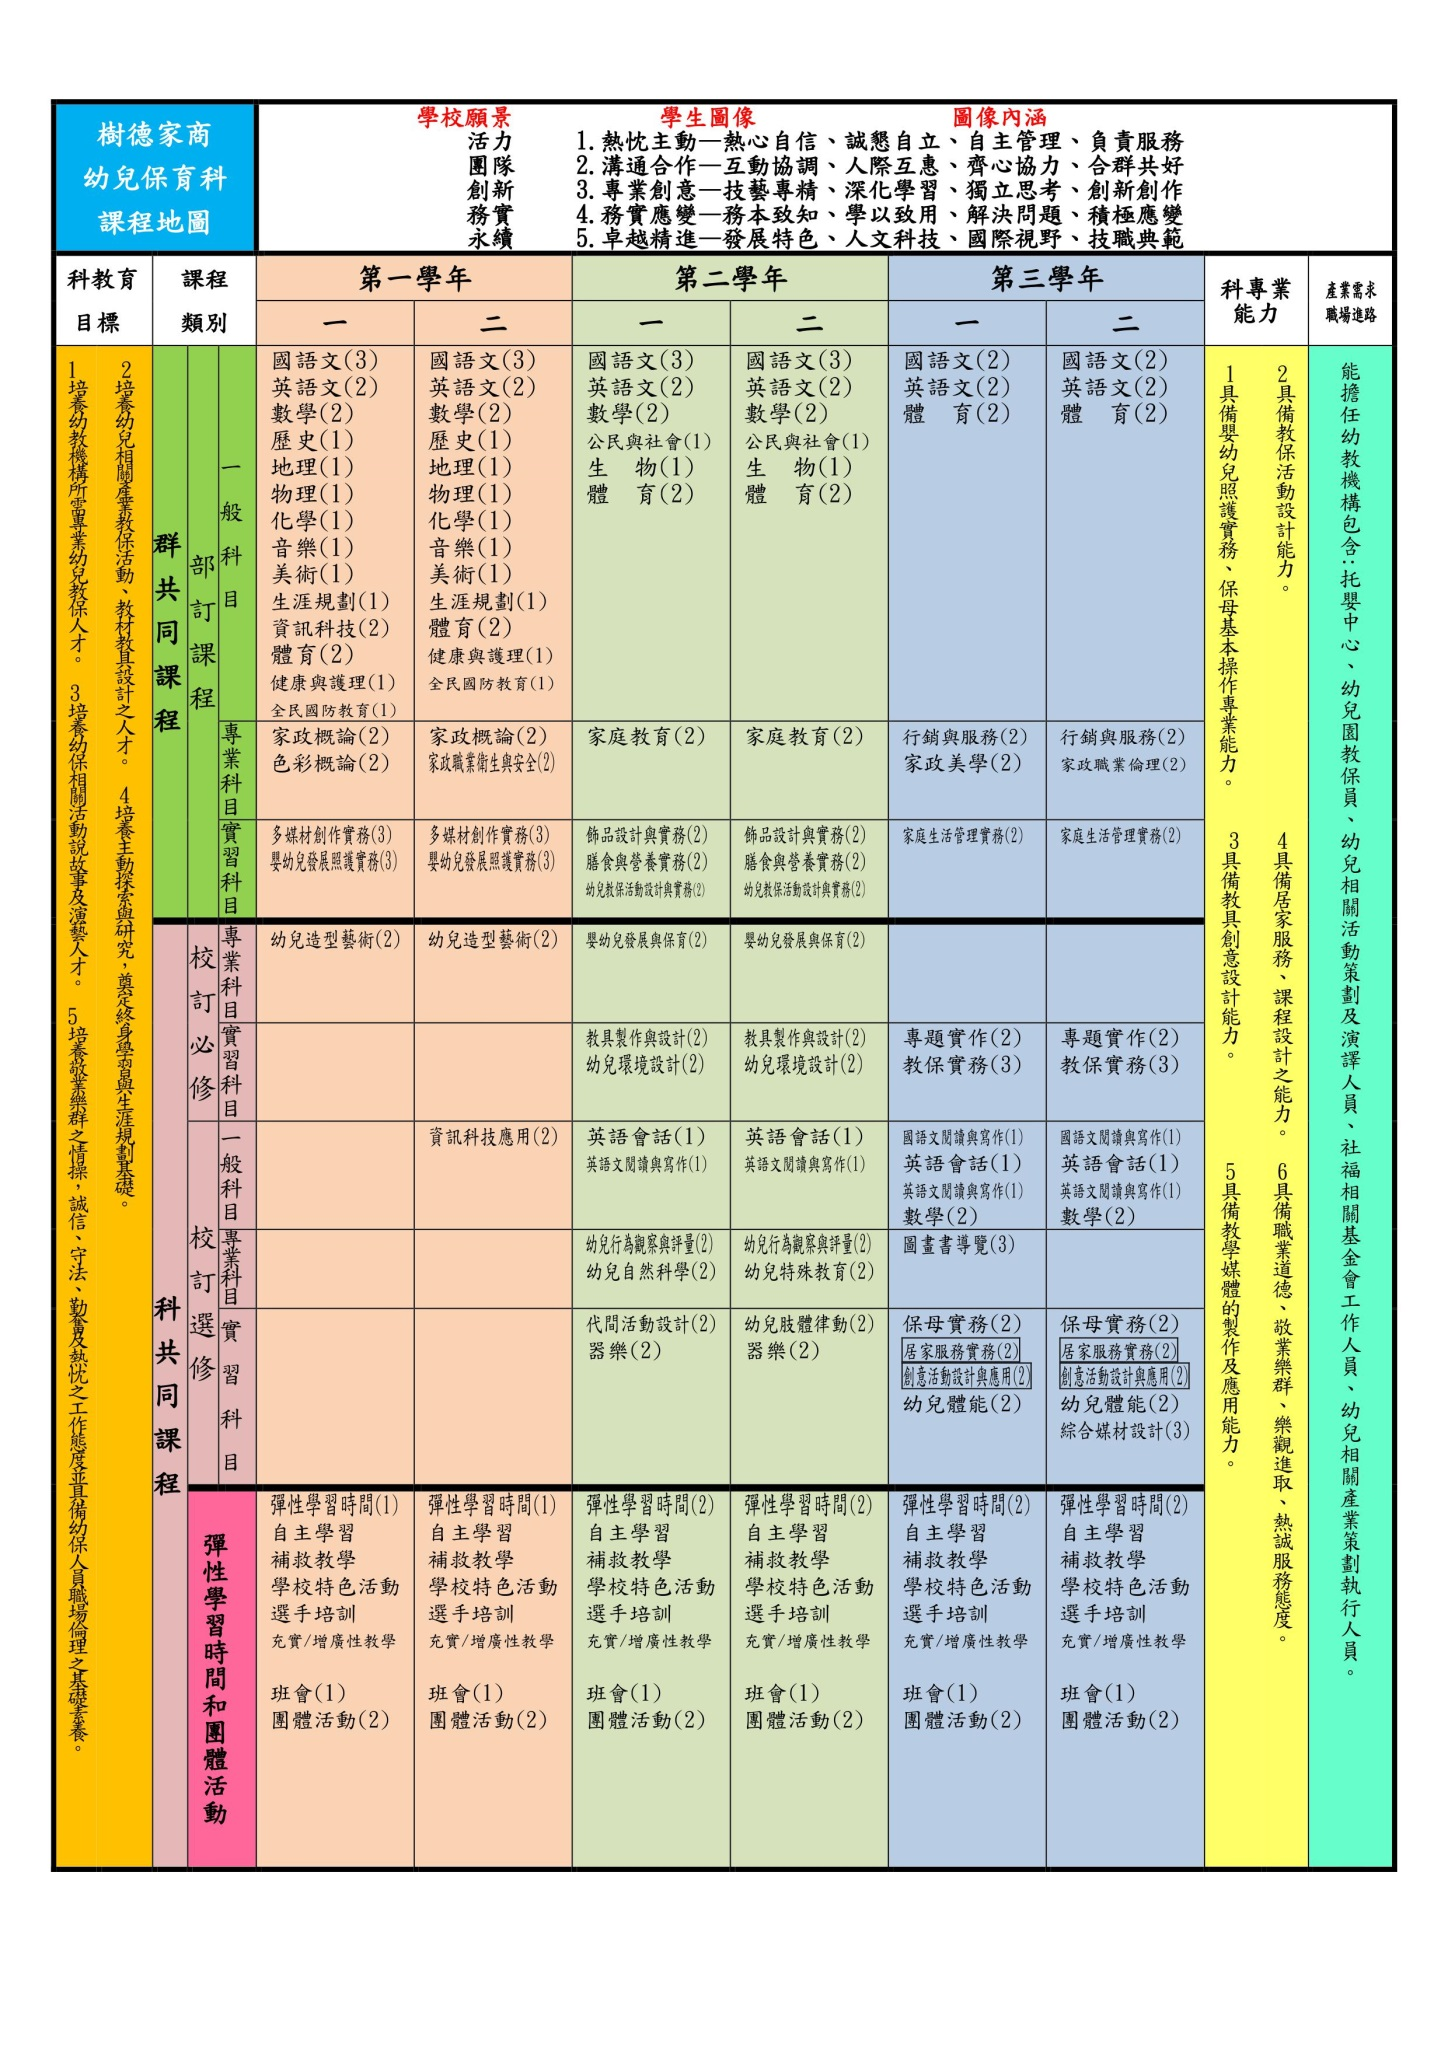 樹德家商
幼兒保育科
課程地圖
學校願景 學生圖像 圖像內涵
活力 1.熱忱主動—熱心自信、誠懇自立、自主管理、負責服務
團隊 2.溝通合作—互動協調、人際互惠、齊心協力、合群共好
創新 3.專業創意—技藝專精、深化學習、獨立思考、創新創作
務實 4.務實應變—務本致知、學以致用、解決問題、積極應變
永續 5.卓越精進—發展特色、人文科技、國際視野、技職典範
科教育
目標
課程
類別
第一學年
第二學年
第三學年
一
二
一
二
一
二
科專業
能力
產業需求
職場進路
1培養幼教機構所需專業幼兒教保人才。 3培養幼保相關活動說故事及演藝人才。 5培養敬業樂群之情操，誠信、守法、勤奮及熱忱之工作態度並具備幼保人員職場倫理之基礎素養。
2培養幼兒相關產業教保活動、教材教具設計之人才。 4培養主動探索與研究，奠定終身學習與生涯規劃基礎。
群共同課程
部訂課程
一般科目
國語文(3)
英語文(2)
數學(2)
歷史(1)
地理(1)
物理(1)
化學(1)
音樂(1)
美術(1)
生涯規劃(1)
資訊科技(2)
體育(2)
健康與護理(1)
全民國防教育(1)
國語文(3)
英語文(2)
數學(2)
歷史(1)
地理(1)
物理(1)
化學(1)
音樂(1)
美術(1)
生涯規劃(1)
體育(2)
健康與護理(1)
全民國防教育(1)
國語文(3)
英語文(2)
數學(2)
公民與社會(1)
生 物(1)
體 育(2)
國語文(3)
英語文(2)
數學(2)
公民與社會(1)
生 物(1)
體 育(2)
國語文(2)
英語文(2)
體 育(2)
國語文(2)
英語文(2)
體 育(2)
專業科目
家政概論(2)
色彩概論(2)
家政概論(2)
家政職業衛生與安全(2)
家庭教育(2)
家庭教育(2)
行銷與服務(2)
家政美學(2)
行銷與服務(2)
家政職業倫理(2)
實習科目
多媒材創作實務(3)
嬰幼兒發展照護實務(3)
多媒材創作實務(3)
嬰幼兒發展照護實務(3)
飾品設計與實務(2)
膳食與營養實務(2)
幼兒教保活動設計與實務(2)
飾品設計與實務(2)
膳食與營養實務(2)
幼兒教保活動設計與實務(2)
家庭生活管理實務(2)
家庭生活管理實務(2)
科共同課程
校訂必修
專業科目
幼兒造型藝術(2)
幼兒造型藝術(2)
嬰幼兒發展與保育(2)
嬰幼兒發展與保育(2)
實習科目
教具製作與設計(2)
幼兒環境設計(2)
教具製作與設計(2)
幼兒環境設計(2)
專題實作(2)
教保實務(3)
專題實作(2)
教保實務(3)
校訂選修
一般科目
資訊科技應用(2)
英語會話(1)
英語文閱讀與寫作(1)
英語會話(1)
英語文閱讀與寫作(1)
國語文閱讀與寫作(1)
英語會話(1)
英語文閱讀與寫作(1)
數學(2)
國語文閱讀與寫作(1)
英語會話(1)
英語文閱讀與寫作(1)
數學(2)
專業科目
幼兒行為觀察與評量(2)
幼兒自然科學(2)
幼兒行為觀察與評量(2)
幼兒特殊教育(2)
圖畫書導覽(3)
實習科目
代間活動設計(2)
器樂(2)
幼兒肢體律動(2)
器樂(2)
保母實務(2)
居家服務實務(2)
創意活動設計與應用(2)
幼兒體能(2)
保母實務(2)
居家服務實務(2)
創意活動設計與應用(2)
幼兒體能(2)
綜合媒材設計(3)
彈性學習時間和團體活動
彈性學習時間(1)
自主學習
補救教學
學校特色活動
選手培訓
充實/增廣性教學
班會(1)
團體活動(2)
彈性學習時間(1)
自主學習
補救教學
學校特色活動
選手培訓
充實/增廣性教學
班會(1)
團體活動(2)
彈性學習時間(2)
自主學習
補救教學
學校特色活動
選手培訓
充實/增廣性教學
班會(1)
團體活動(2)
彈性學習時間(2)
自主學習
補救教學
學校特色活動
選手培訓
充實/增廣性教學
班會(1)
團體活動(2)
彈性學習時間(2)
自主學習
補救教學
學校特色活動
選手培訓
充實/增廣性教學
班會(1)
團體活動(2)
彈性學習時間(2)
自主學習
補救教學
學校特色活動
選手培訓
充實/增廣性教學
班會(1)
團體活動(2)
1具備嬰幼兒照護實務、保母基本操作專業能力。
2具備教保活動設計能力。
3具備教具創意設計能力。
4具備居家服務、課程設計之能力。
5具備教學媒體的製作及應用能力。
6具備職業道德、敬業樂群、樂觀進取、熱誠服務態度。
能擔任幼教機構包含:托嬰中心、幼兒園教保員、幼兒相關活動策劃及演譯人員、社福相關基金會工作人員、幼兒相關產業策劃執行人員。